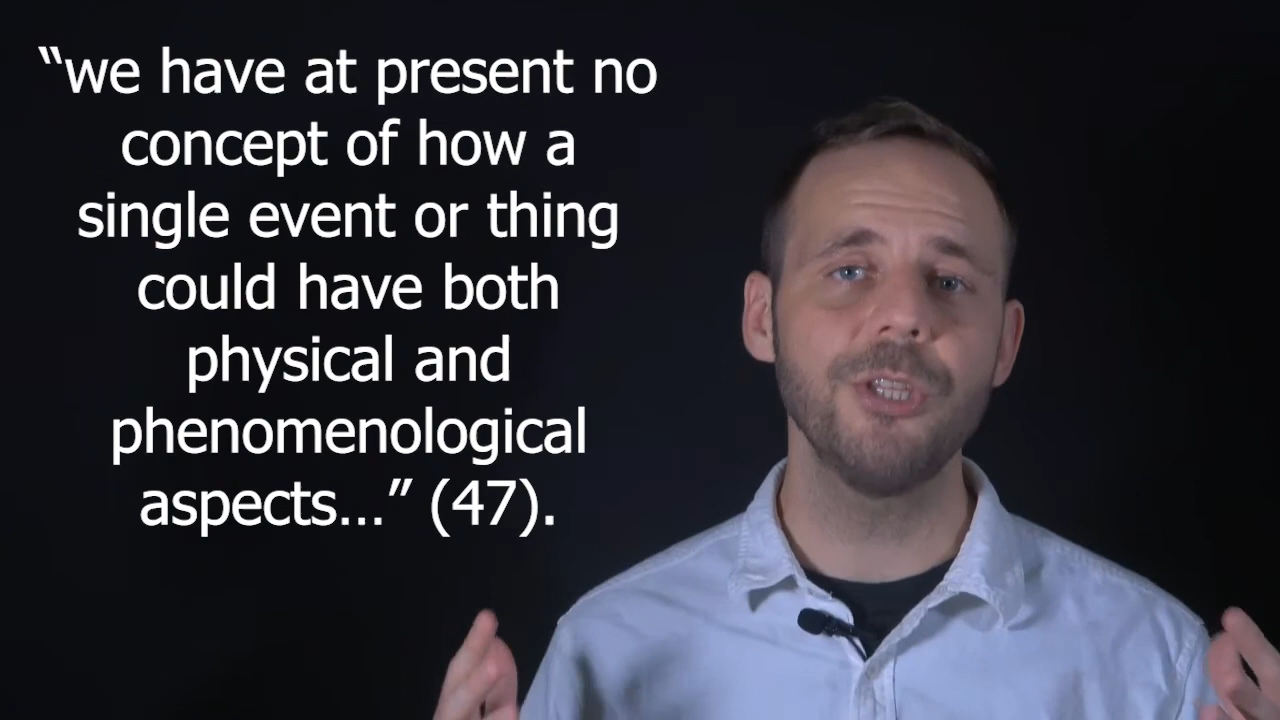 “we have at present no
concept of how a
single event or thing
could have both
physical and
phenomenological
aspects…” (47).